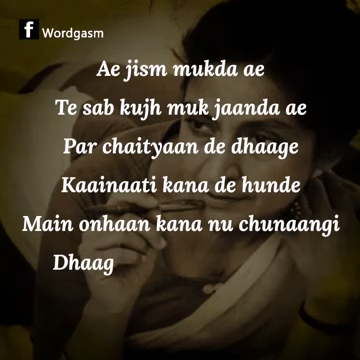 f Wordgasm
Ae jism mukda ae
Te sab kujh muk jaanda ae
Par chaityaan de dhaage
Kaainaati kana de hunde
Main onhaan kana nu chunaangi
Dhaag